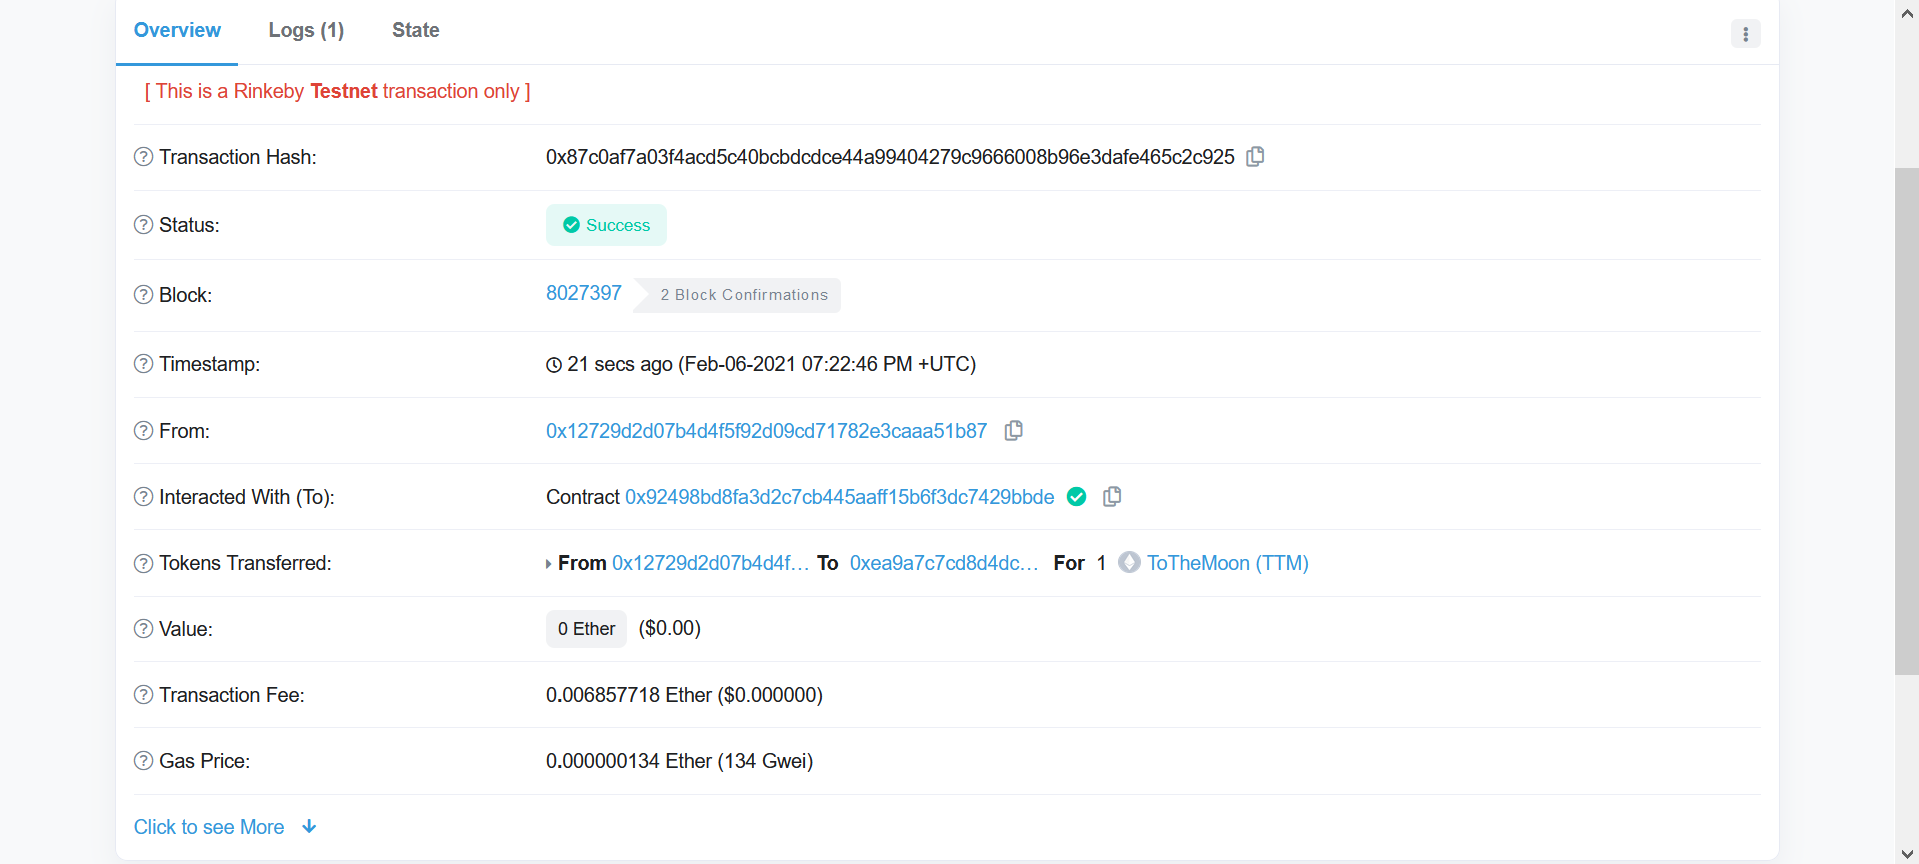 Overview Logs (1) State
[ This is a Rinkeby Testnet transaction only ]
Transaction Hash: 0x87c0af7a03f4acd5c40bcbdcdce44a99404279c9666008b96e3dafe465c2c925
Status: Success
Block: 8027397 2 Block Confirmations
Timestamp: 21 secs ago (Feb-06-2021 07:22:46 PM +UTC)
From: 0x12729d2d07b4d4f5f92d09cd71782e3caaa51b87
Interacted With (To): Contract 0x92498bd8fa3d2c7cb445aaff15b6f3dc7429bbde
Tokens Transferred: From 0x12729d2d07b4d4f... To 0xea9a7c7cd8d4dc... For 1 ToTheMoon (TTM)
Value: 0 Ether ($0.00)
Transaction Fee: 0.006857718 Ether ($0.000000)
Gas Price: 0.000000134 Ether (134 Gwei)
Click to see More